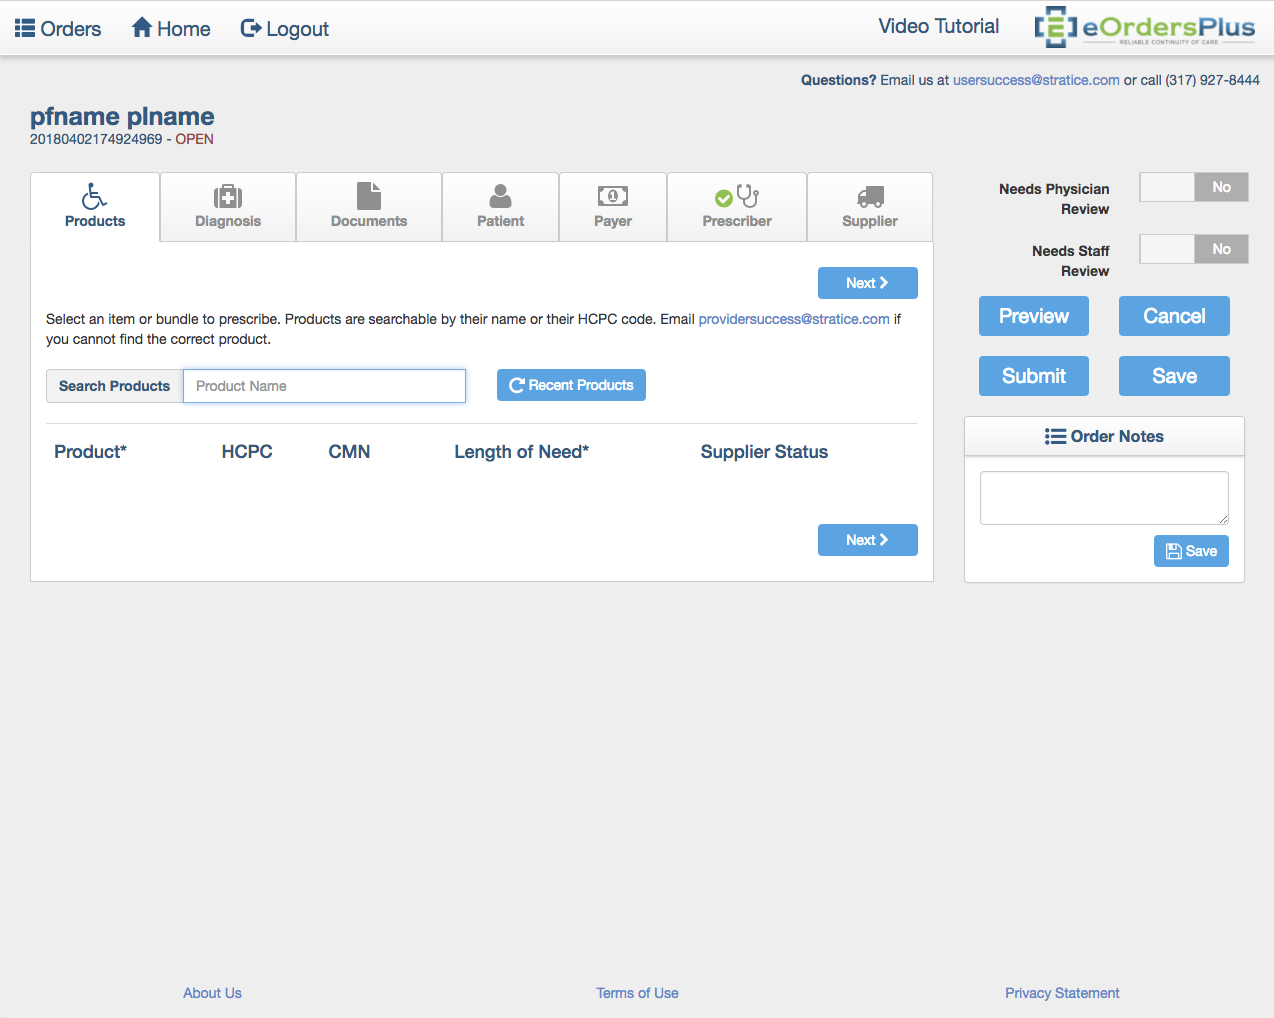 Orders Home Logout Video Tutorial eOrdersPlus
RELIABLE CONTINUITY OF CARE
Questions? Email us at usersuccess@stratice.com or call (317) 927-8444
pfname plname
20180402174924969 - OPEN
Products Diagnosis Documents Patient Payer Prescriber Supplier
Needs Physician Review No
Needs Staff Review No
Next
Select an item or bundle to prescribe. Products are searchable by their name or their HCPC code. Email providersuccess@stratice.com if
you cannot find the correct product.
Search Products Product Name Recent Products
Product* HCPC CMN Length of Need* Supplier Status
Next
Preview Cancel
Submit Save
Order Notes
Save
About Us Terms of Use Privacy Statement